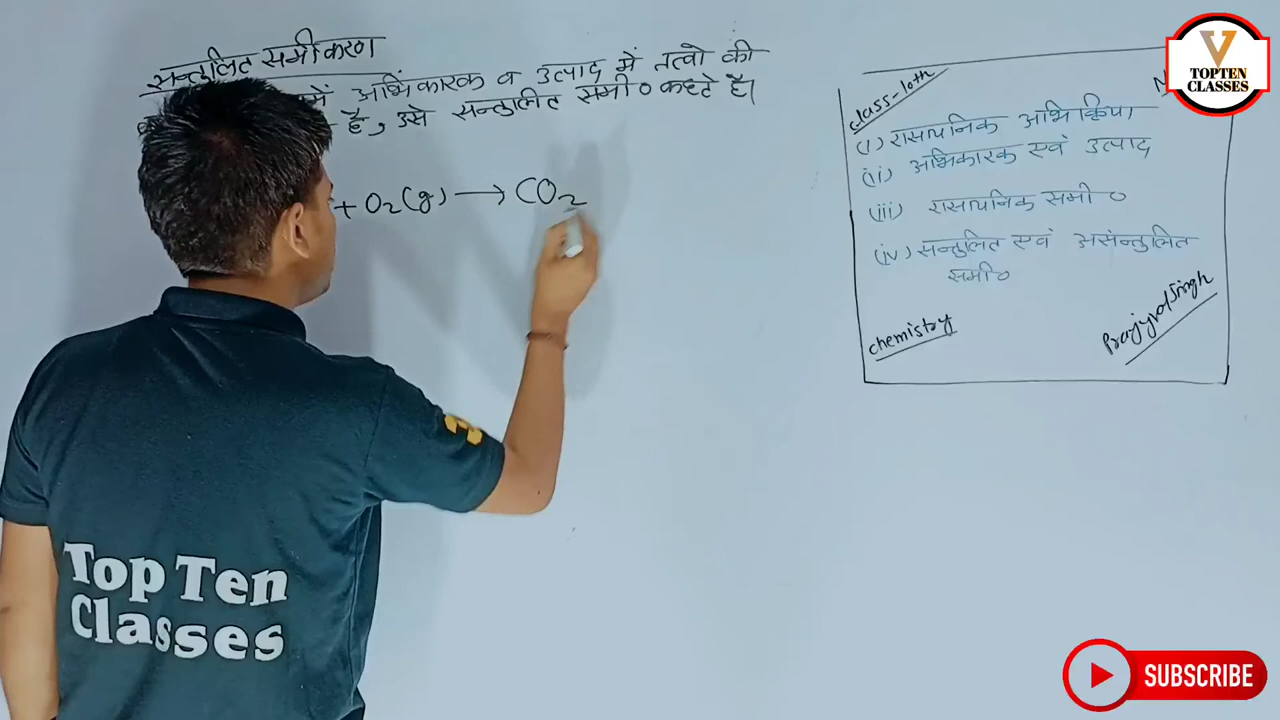 सन्तुलित समीकरण
में अभिकारक व उत्पाद में तत्वो की
है, उसे सन्तुलित समी० कहते है।
+ O₂(g) → CO₂
class-10th
(i) रासायनिक अभिक्रिया
(ii) अभिकारक एवं उत्पाद
(iii) रासायनिक समी०
(iv) सन्तुलित एवं असंन्तुलित
समी०
chemistry
Singh
V
TOPTEN
CLASSES
Top Ten
Classes
SUBSCRIBE